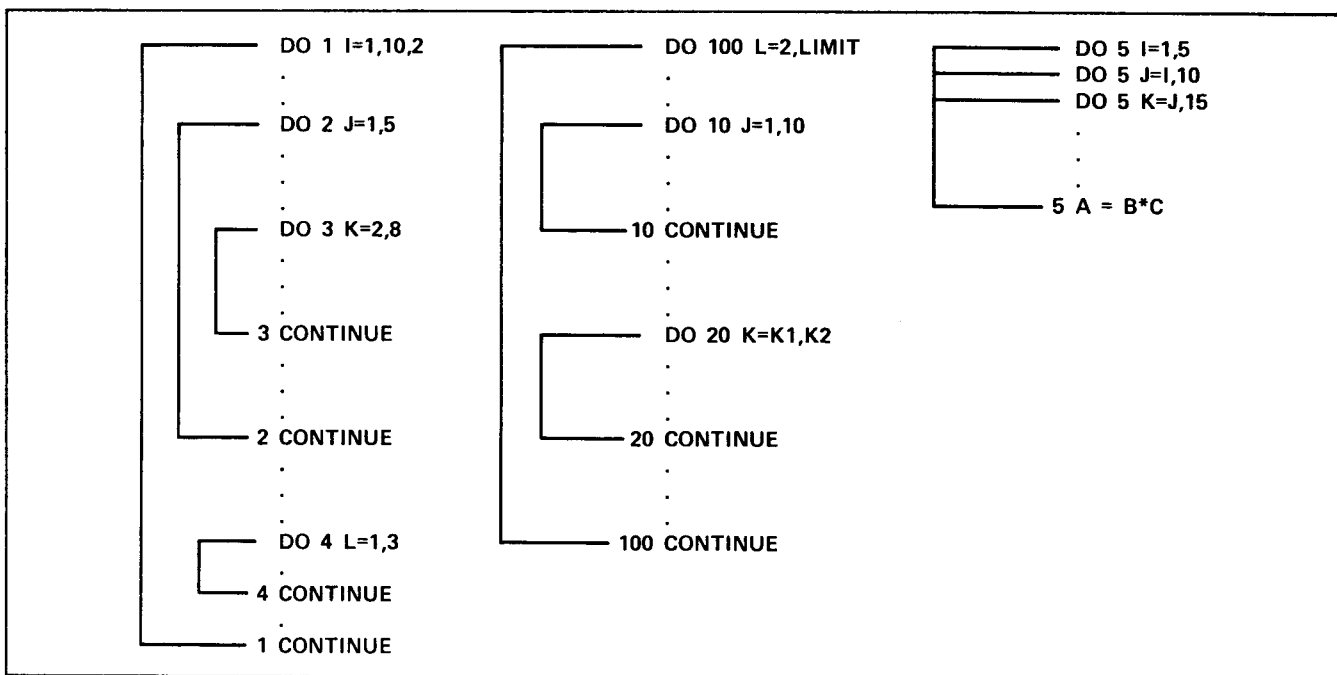 DO 1 I=1,10,2
.
.
DO 2 J=1,5
.
.
.
DO 3 K=2,8
.
.
.
3 CONTINUE
.
.
.
2 CONTINUE
.
.
.
DO 4 L=1,3
.
4 CONTINUE
.
1 CONTINUE
DO 100 L=2,LIMIT
.
.
DO 10 J=1,10
.
.
.
10 CONTINUE
.
.
.
DO 20 K=K1,K2
.
.
.
20 CONTINUE
.
.
.
100 CONTINUE
DO 5 I=1,5
DO 5 J=I,10
DO 5 K=J,15
.
.
.
5 A = B*C